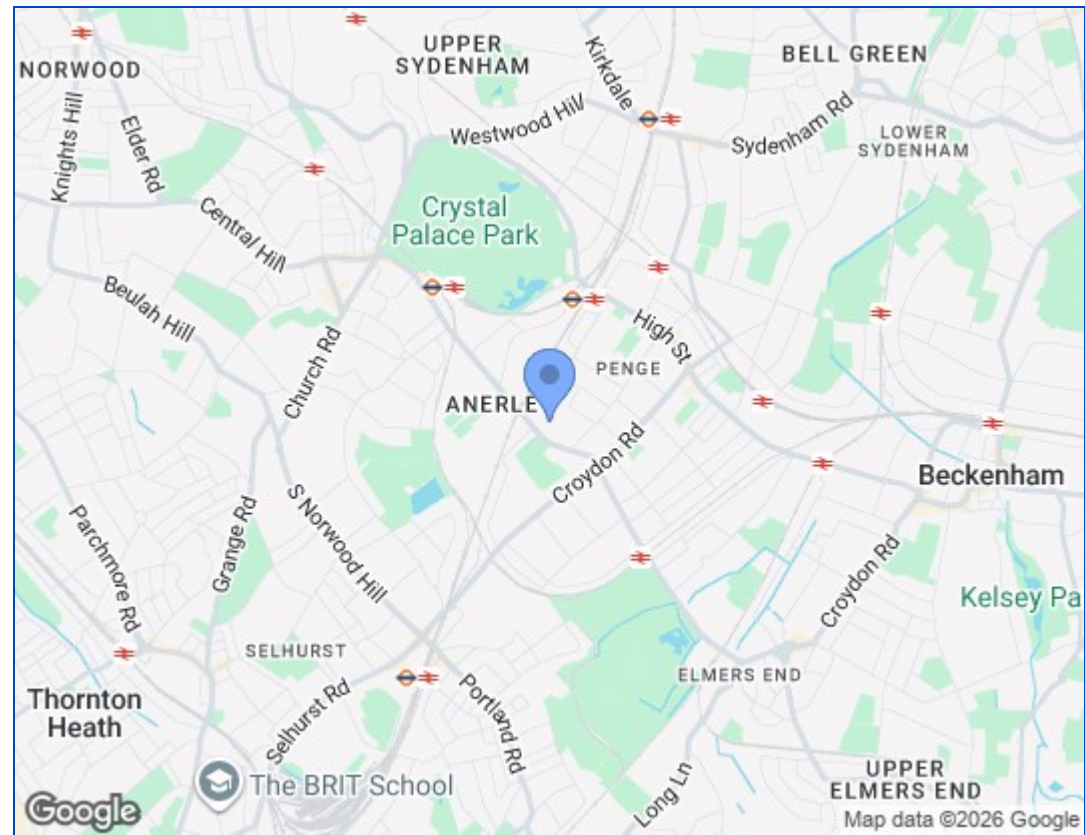 NORWOOD
UPPER
SYDENHAM
BELL GREEN
Kirkdale
Knights Hill
Elder Rd
Westwood Hill
Sydenham Rd
LOWER
SYDENHAM
Central Hill
Crystal
Palace Park
Beulah Hill
Church Rd
High St
PENGE
ANERLE
Croydon Rd
Beckenham
Parchmore Rd
Grange Rd
S Norwood Hill
Croydon Rd
Kelsey Pa
SELHURST
ELMERS END
Thornton
Heath
Selhurst Rd
Portland Rd
The BRIT School
Long Ln
UPPER
ELMERS END
Google
Map data ©2026 Google